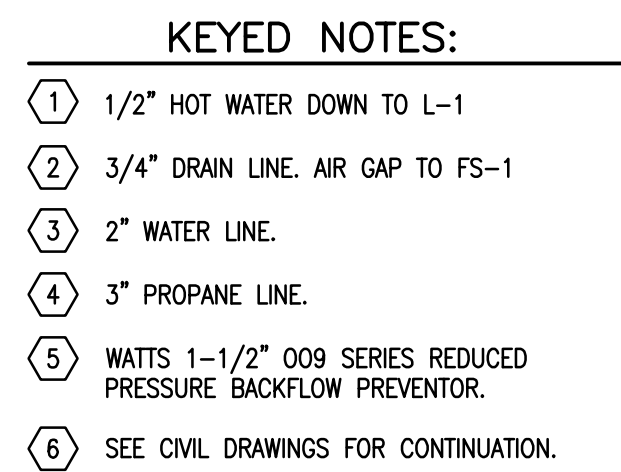 KEYED NOTES:
1 1/2" HOT WATER DOWN TO L-1
2 3/4" DRAIN LINE. AIR GAP TO FS-1
3 2" WATER LINE.
4 3" PROPANE LINE.
5 WATTS 1-1/2" 009 SERIES REDUCED
PRESSURE BACKFLOW PREVENTOR.
6 SEE CIVIL DRAWINGS FOR CONTINUATION.